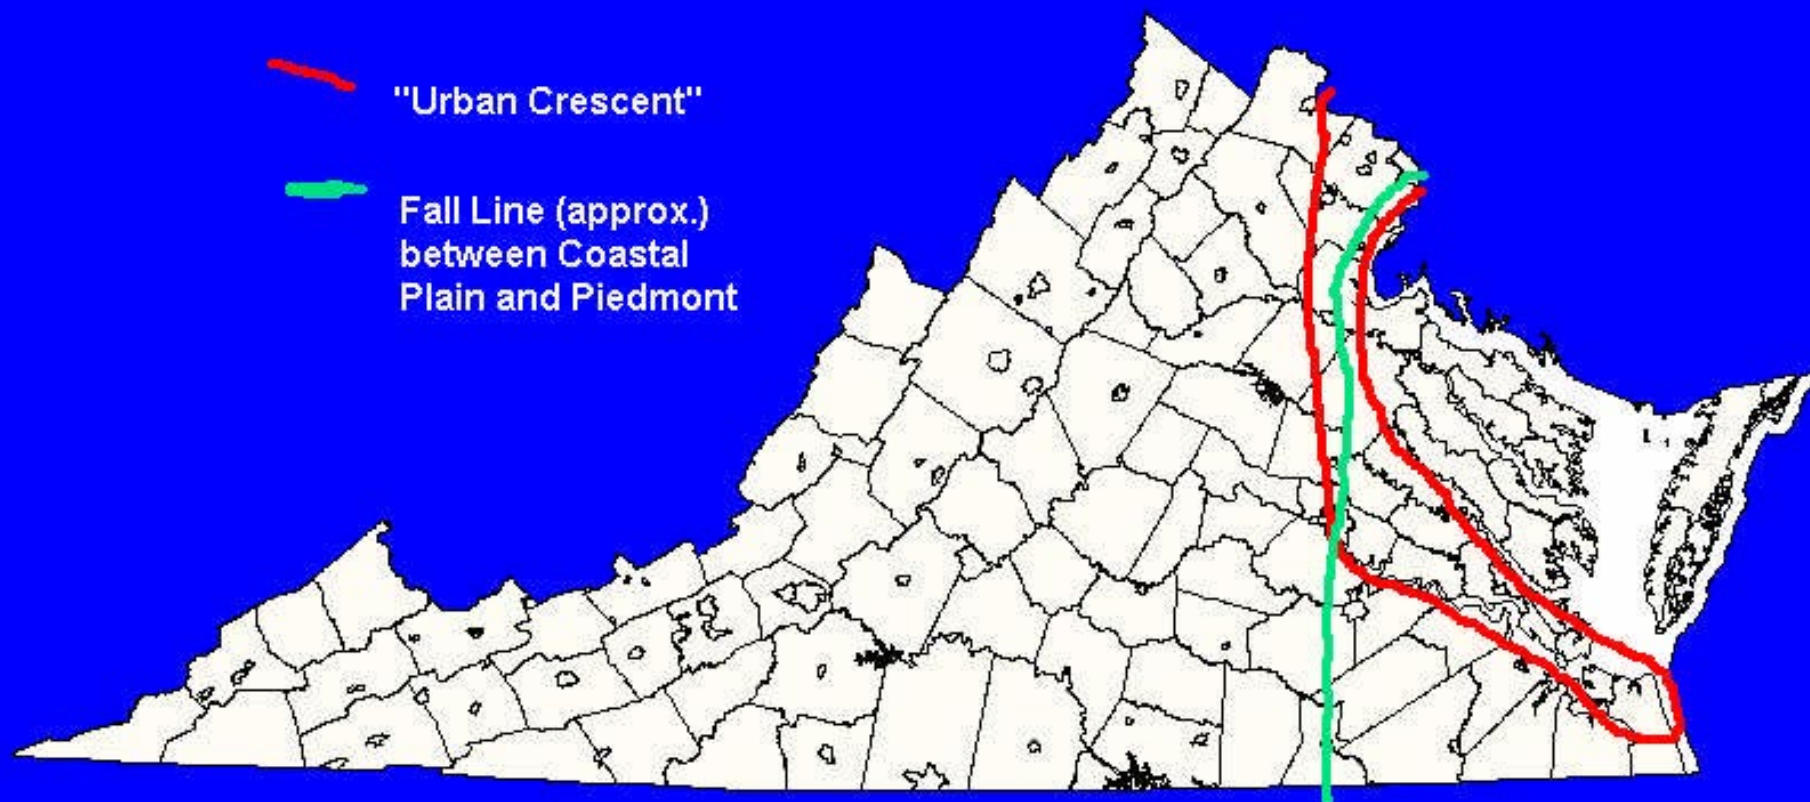 "Urban Crescent"
Fall Line (approx.)
between Coastal
Plain and Piedmont